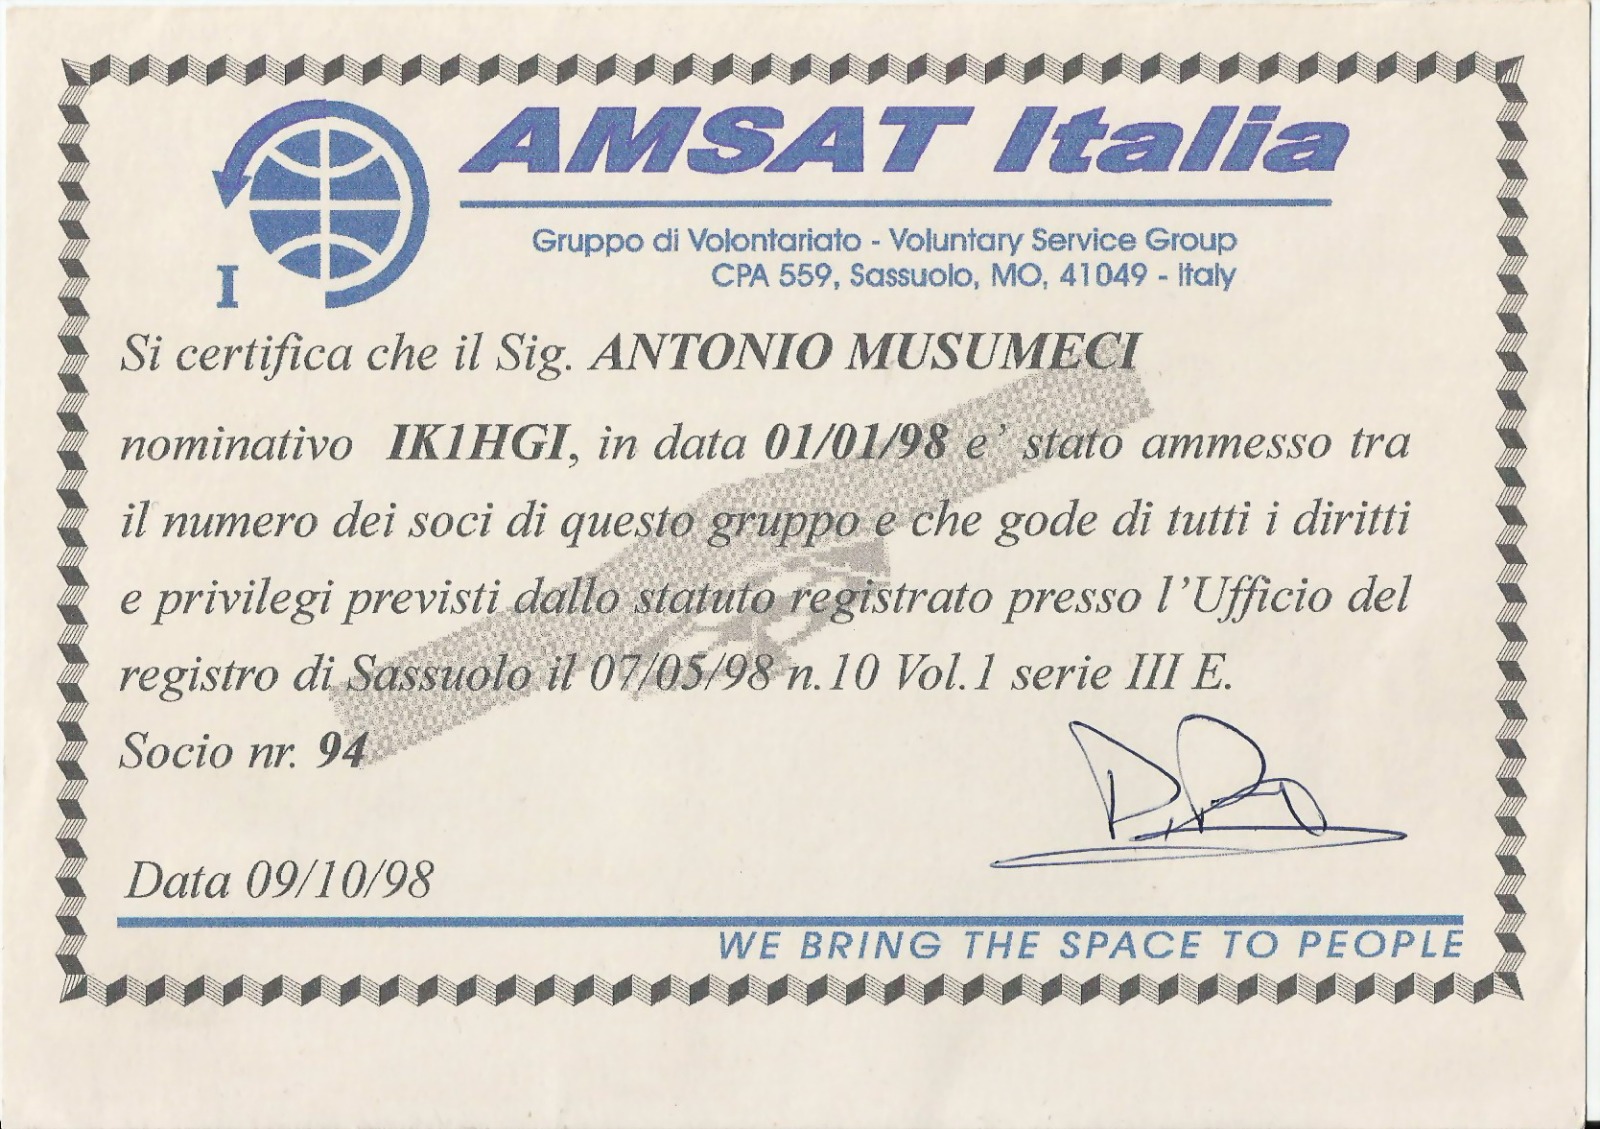 AMSAT Italia
Gruppo di Volontariato - Voluntary Service Group
CPA 559, Sassuolo, MO, 41049 - Italy
I
Si certifica che il Sig. ANTONIO MUSUMECI
nominativo IK1HGI, in data 01/01/98 e' stato ammesso tra
il numero dei soci di questo gruppo e che gode di tutti i diritti
e privilegi previsti dallo statuto registrato presso l'Ufficio del
registro di Sassuolo il 07/05/98 n.10 Vol.1 serie III E.
Socio nr. 94
Data 09/10/98
WE BRING THE SPACE TO PEOPLE